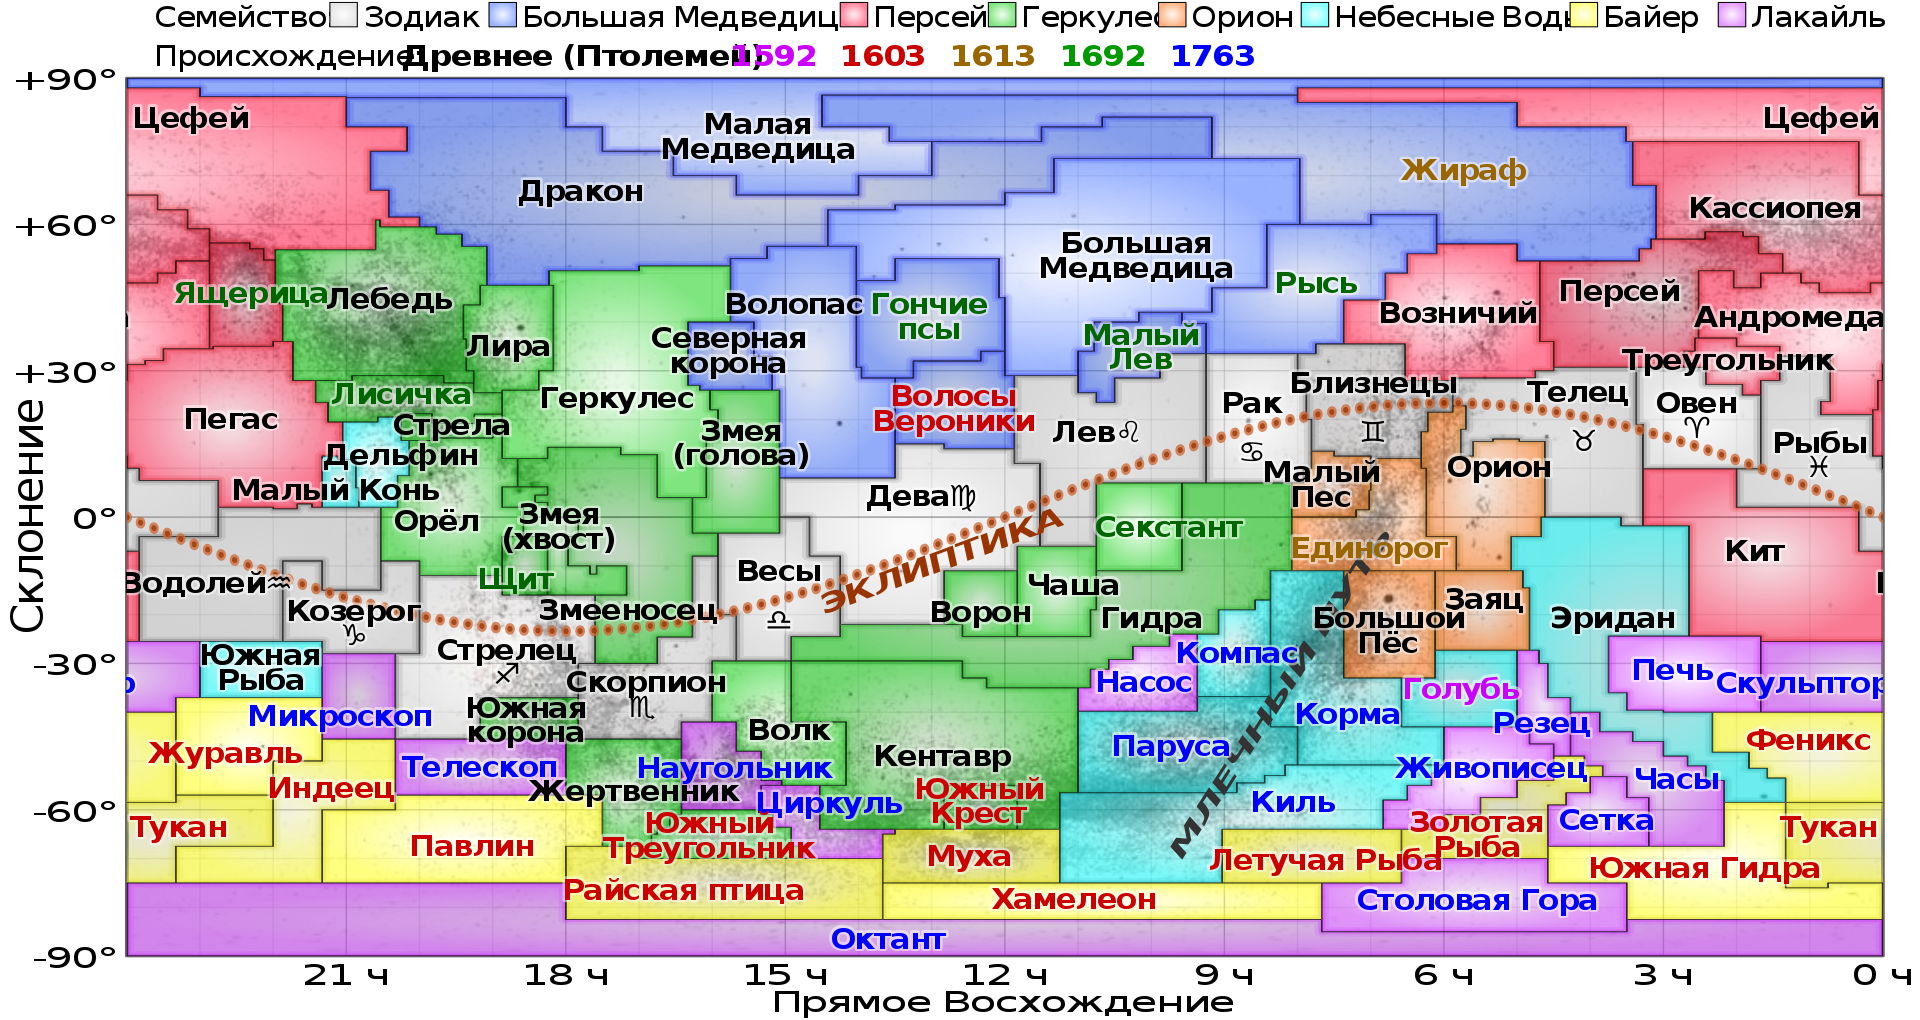 Семейство Зодиак Большая Медведиц Персей Геркулес Орион Небесные Воды Байер Лакайль
Происхождение Древнее (Птолемей) 1592 1603 1613 1692 1763
+90°
+60°
+30°
0°
-30°
-60°
-90°
Склонение
Цефей
Малая
Медведица
Цефей
Дракон
Жираф
Кассиопея
Большая
Медведица
Ящерица
Лебедь
Волопас
Гончие
псы
Рысь
Возничий
Персей
Андромеда
Лира
Северная
корона
Малый
Лев
Треугольник
Лисичка
Геркулес
Волосы
Вероники
Близнецы
Телец
Рак
Овен
♈
Пегас
Стрела
Змея
(голова)
Лев♌
♋
♊
♉
Рыбы
♓
Дельфин
Малый
Пес
Орион
Малый Конь
Орёл
Змея
(хвост)
Дева♍
Секстант
Единорог
Кит
ЭКЛИПТИКА
Водолей♒
Щит
Весы
♎
Чаша
Козерог
♑
Змееносец
Ворон
Гидра
Большой
Пёс
Заяц
Эридан
Южная
Рыба
Стрелец
♐
Скорпион
♏
Компас
Насос
Голубь
Печь
Скульптор
Микроскоп
Южная
корона
Волк
Корма
Резец
Журавль
Телескоп
Наугольник
Кентавр
Паруса
МЛЕЧНЫЙ ПУТЬ
Живописец
Часы
Феникс
Индеец
Жертвенник
Циркуль
Южный
Крест
Киль
Тукан
Павлин
Южный
Треугольник
Муха
Летучая Рыба
Золотая
Рыба
Сетка
Тукан
Южная Гидра
Райская птица
Хамелеон
Столовая Гора
Октант
21 ч 18 ч 15 ч 12 ч 9 ч 6 ч 3 ч 0 ч
Прямое Восхождение